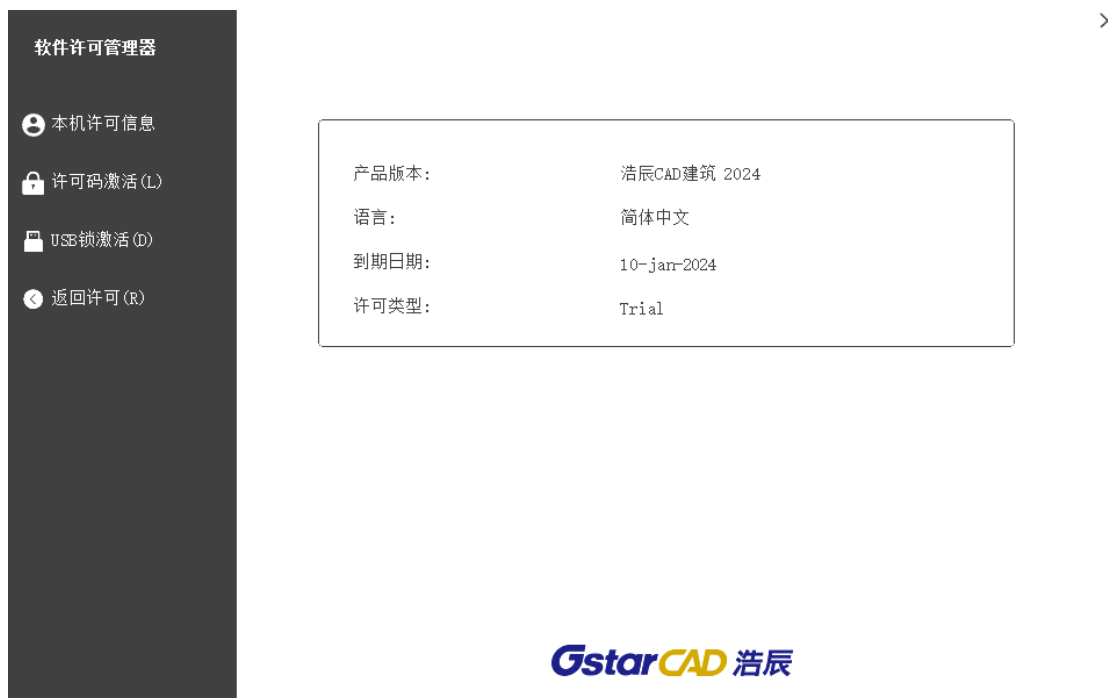 软件许可管理器
本机许可信息
许可码激活(L)
USB锁激活(D)
返回许可(R)
产品版本: 浩辰CAD建筑 2024
语言: 简体中文
到期日期: 10-jan-2024
许可类型: Trial
GstarCAD 浩辰